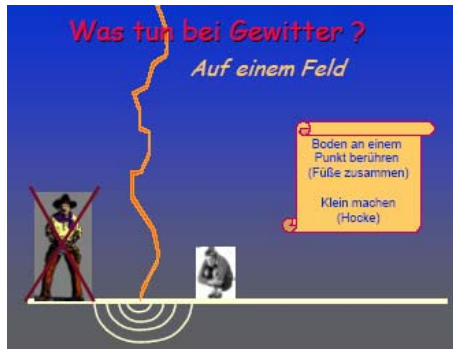 Was tun bei Gewitter ?
Auf einem Feld
Boden an einem
Punkt berühren
(Füße zusammen)
Klein machen
(Hocke)